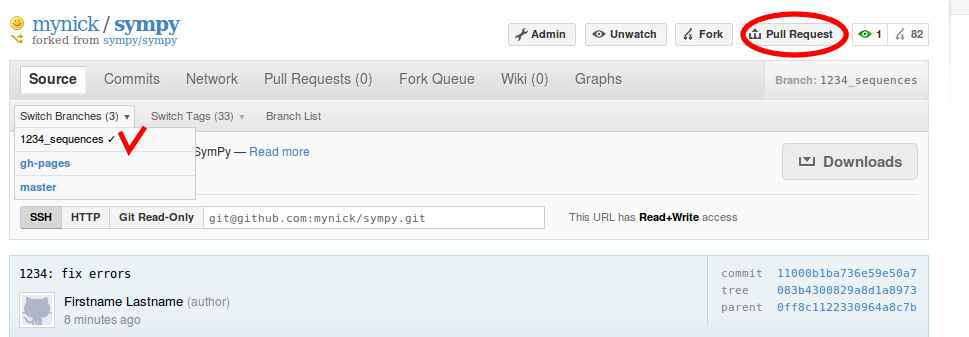 mynick / sympy
forked from sympy/sympy
Admin Unwatch Fork Pull Request 1 82
Source Commits Network Pull Requests (0) Fork Queue Wiki (0) Graphs Branch: 1234_sequences
Switch Branches (3) ▾ Switch Tags (33) ▾ Branch List
1234_sequences ✓
SymPy — Read more
gh-pages
Downloads
master
SSH HTTP Git Read-Only git@github.com:mynick/sympy.git This URL has Read+Write access
1234: fix errors
Firstname Lastname (author)
8 minutes ago
commit 11000b1ba736e59e50a7
tree 083b4300829a8d1a8973
parent 0ff8c1122330964a8c7b